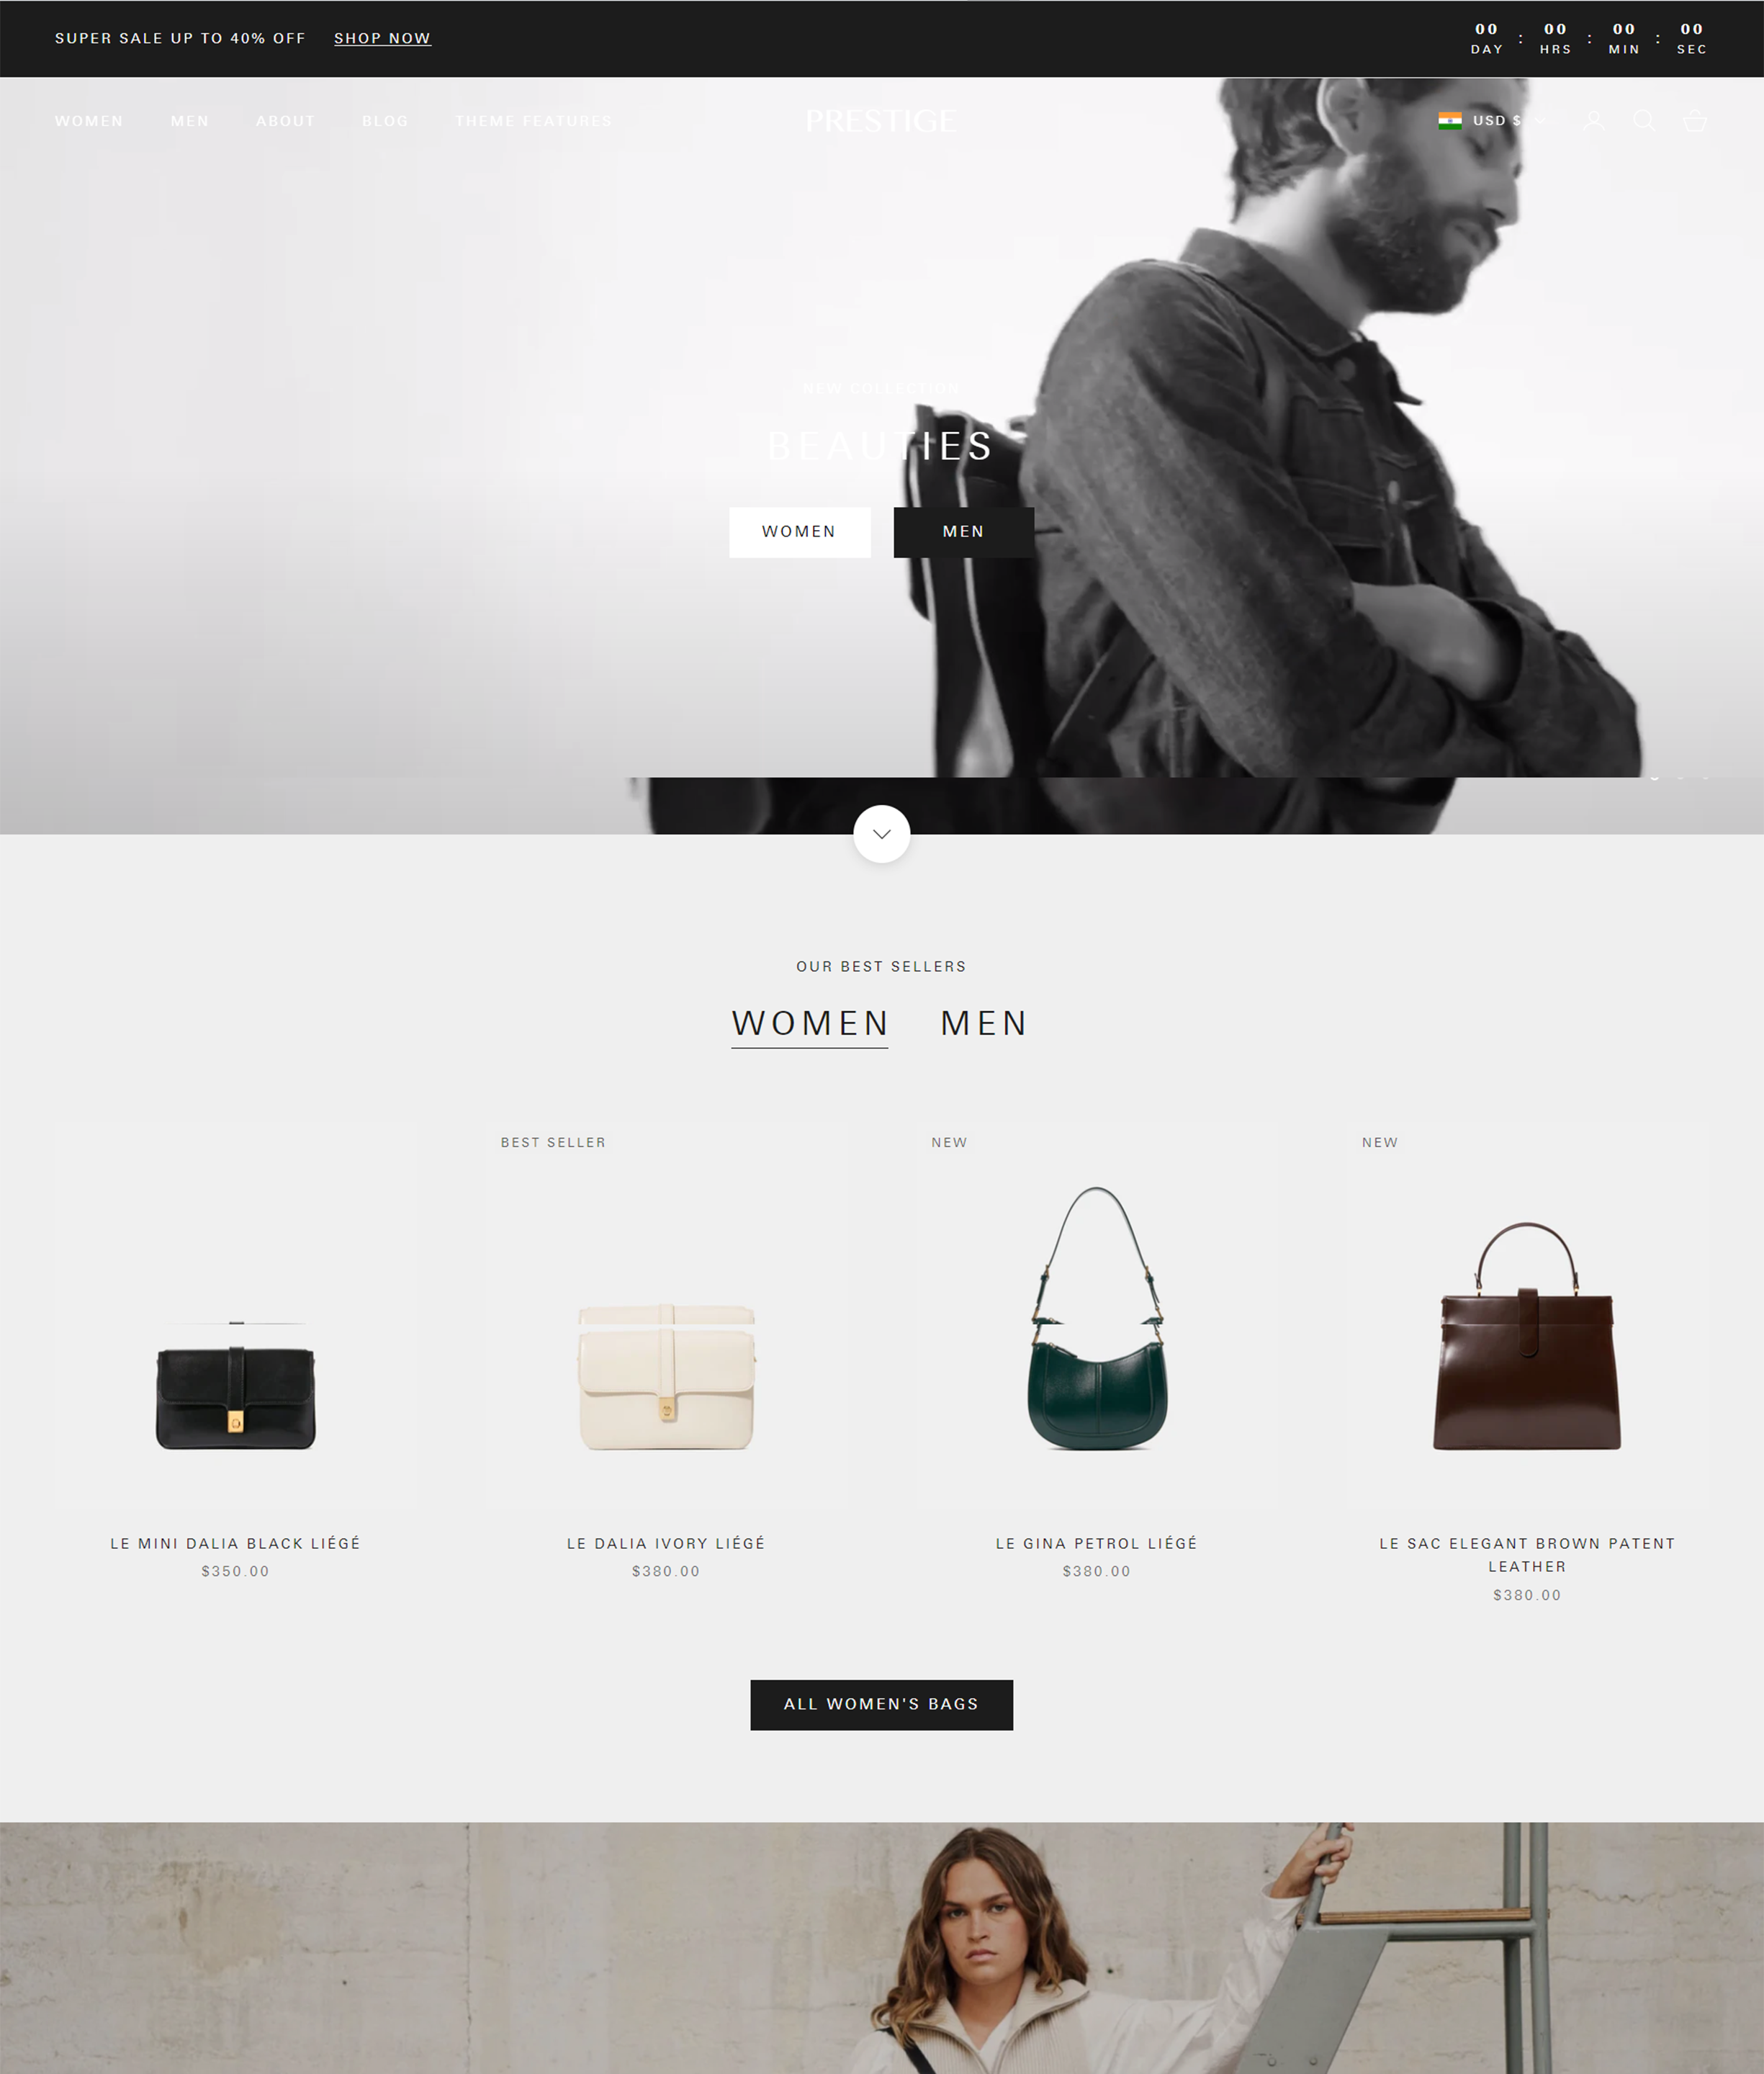 SUPER SALE UP TO 40% OFF SHOP NOW
00 : 00 : 00 : 00
DAY HRS MIN SEC
WOMEN MEN ABOUT BLOG THEME FEATURES PRESTIGE USD $
NEW COLLECTION
BEAUTIES
WOMEN MEN
OUR BEST SELLERS
WOMEN MEN
BEST SELLER NEW NEW
LE MINI DALIA BLACK LIÉGÉ
$350.00
LE DALIA IVORY LIÉGÉ
$380.00
LE GINA PETROL LIÉGÉ
$380.00
LE SAC ELEGANT BROWN PATENT
LEATHER
$380.00
ALL WOMEN'S BAGS